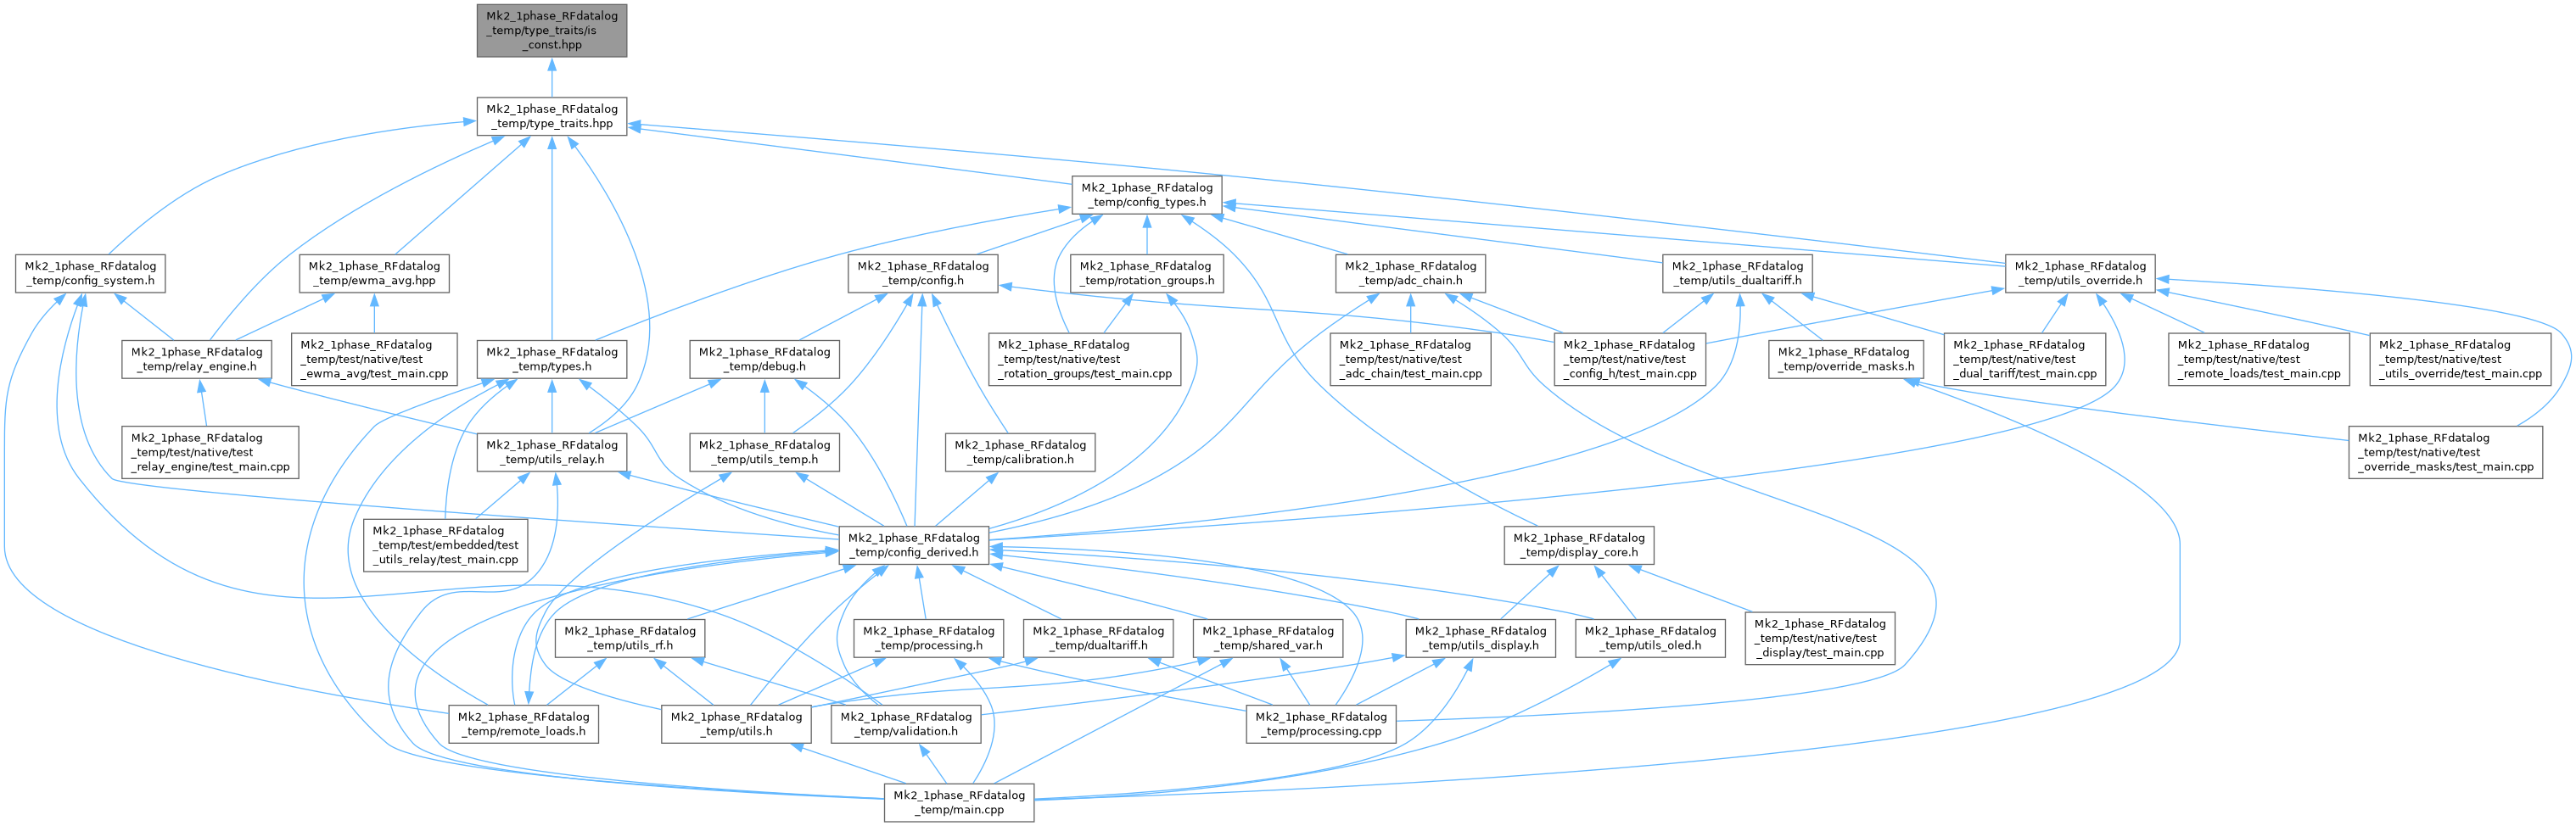 Mk2_1phase_RFdatalog
_temp/type_traits/is
_const.hpp
Mk2_1phase_RFdatalog
_temp/type_traits.hpp
Mk2_1phase_RFdatalog
_temp/config_types.h
Mk2_1phase_RFdatalog
_temp/config_system.h
Mk2_1phase_RFdatalog
_temp/ewma_avg.hpp
Mk2_1phase_RFdatalog
_temp/config.h
Mk2_1phase_RFdatalog
_temp/rotation_groups.h
Mk2_1phase_RFdatalog
_temp/adc_chain.h
Mk2_1phase_RFdatalog
_temp/utils_dualtariff.h
Mk2_1phase_RFdatalog
_temp/utils_override.h
Mk2_1phase_RFdatalog
_temp/relay_engine.h
Mk2_1phase_RFdatalog
_temp/test/native/test
_ewma_avg/test_main.cpp
Mk2_1phase_RFdatalog
_temp/types.h
Mk2_1phase_RFdatalog
_temp/debug.h
Mk2_1phase_RFdatalog
_temp/test/native/test
_rotation_groups/test_main.cpp
Mk2_1phase_RFdatalog
_temp/test/native/test
_adc_chain/test_main.cpp
Mk2_1phase_RFdatalog
_temp/test/native/test
_config_h/test_main.cpp
Mk2_1phase_RFdatalog
_temp/override_masks.h
Mk2_1phase_RFdatalog
_temp/test/native/test
_dual_tariff/test_main.cpp
Mk2_1phase_RFdatalog
_temp/test/native/test
_remote_loads/test_main.cpp
Mk2_1phase_RFdatalog
_temp/test/native/test
_utils_override/test_main.cpp
Mk2_1phase_RFdatalog
_temp/test/native/test
_relay_engine/test_main.cpp
Mk2_1phase_RFdatalog
_temp/utils_relay.h
Mk2_1phase_RFdatalog
_temp/utils_temp.h
Mk2_1phase_RFdatalog
_temp/calibration.h
Mk2_1phase_RFdatalog
_temp/test/native/test
_override_masks/test_main.cpp
Mk2_1phase_RFdatalog
_temp/test/embedded/test
_utils_relay/test_main.cpp
Mk2_1phase_RFdatalog
_temp/config_derived.h
Mk2_1phase_RFdatalog
_temp/display_core.h
Mk2_1phase_RFdatalog
_temp/utils_rf.h
Mk2_1phase_RFdatalog
_temp/processing.h
Mk2_1phase_RFdatalog
_temp/dualtariff.h
Mk2_1phase_RFdatalog
_temp/shared_var.h
Mk2_1phase_RFdatalog
_temp/utils_display.h
Mk2_1phase_RFdatalog
_temp/utils_oled.h
Mk2_1phase_RFdatalog
_temp/test/native/test
_display/test_main.cpp
Mk2_1phase_RFdatalog
_temp/remote_loads.h
Mk2_1phase_RFdatalog
_temp/utils.h
Mk2_1phase_RFdatalog
_temp/validation.h
Mk2_1phase_RFdatalog
_temp/processing.cpp
Mk2_1phase_RFdatalog
_temp/main.cpp